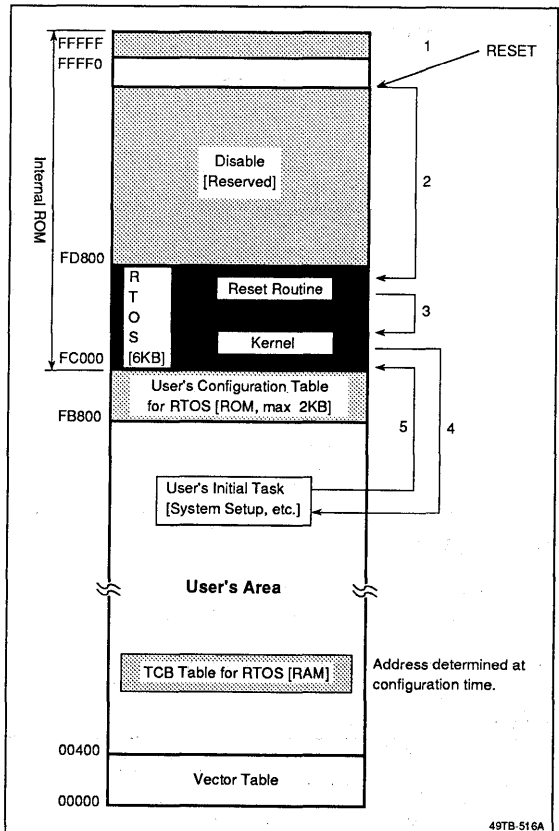 FFFFF
1
RESET
FFFF0
Internal ROM
Disable
[Reserved]
2
FD800
R
T
O
S
[6KB]
Reset Routine
3
Kernel
FC000
User's Configuration Table
for RTOS [ROM, max 2KB]
FB800
5
4
User's Initial Task
[System Setup, etc.]
User's Area
TCB Table for RTOS [RAM]
Address determined at
configuration time.
00400
Vector Table
00000
49TB-516A